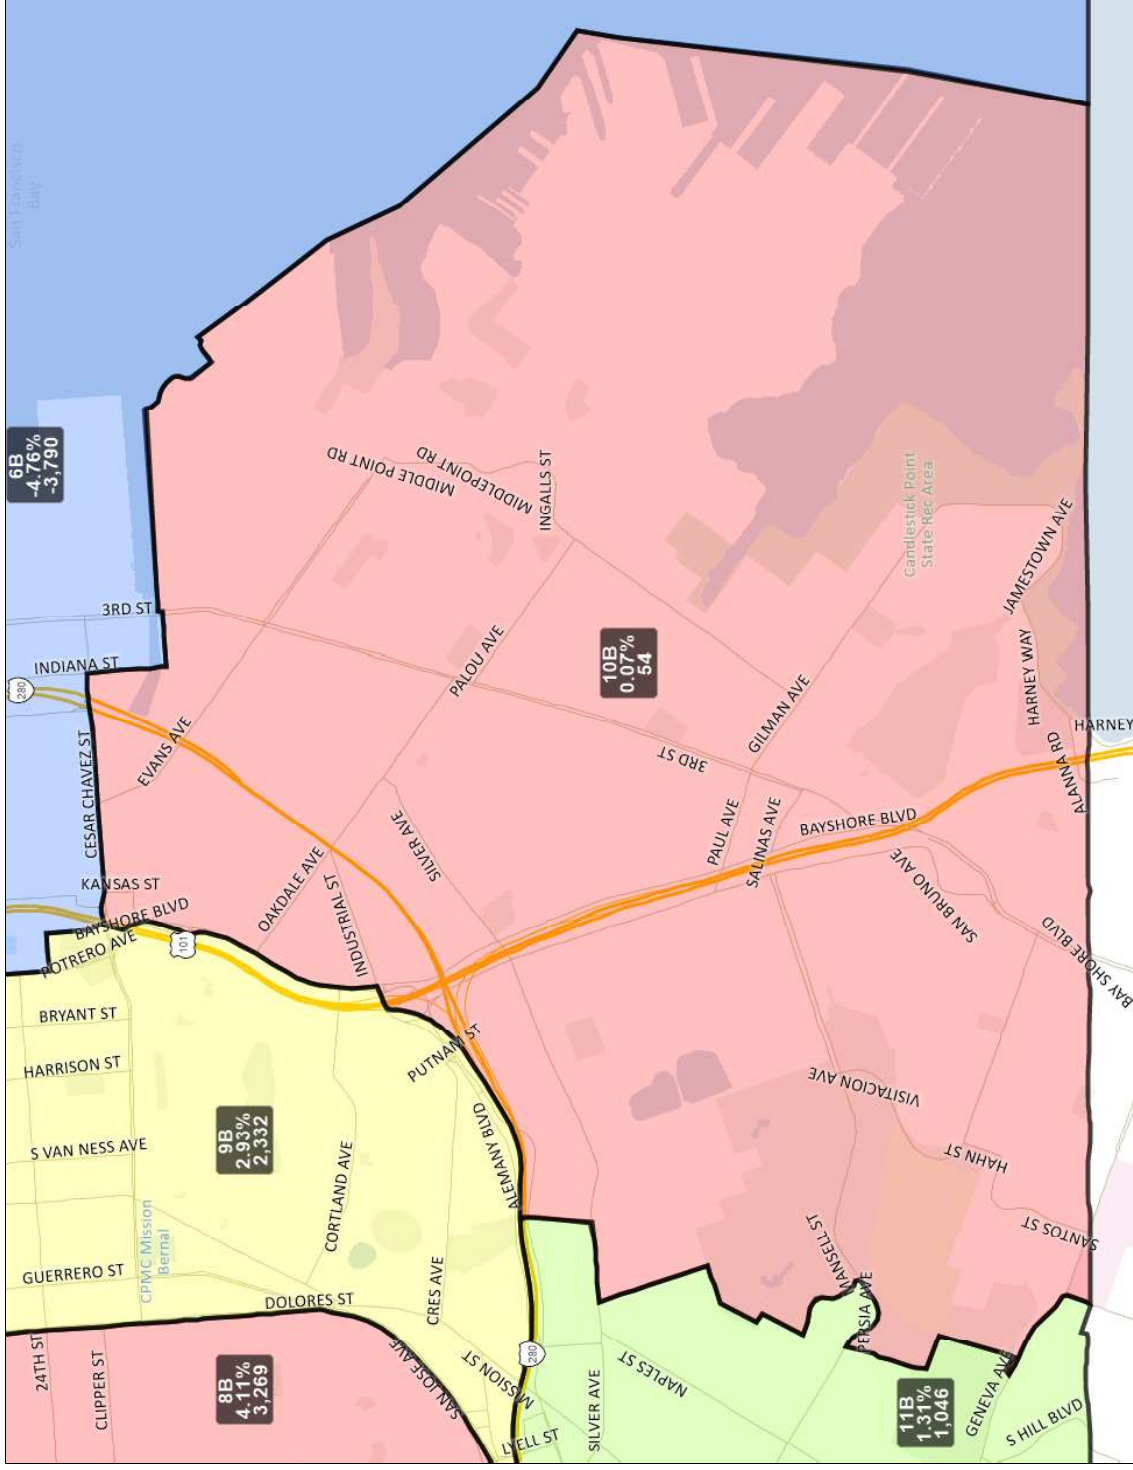 San Francisco
Bay
6B
-4.76%
-3,790
3RD ST
INDIANA ST
280
CESAR CHAVEZ ST
EVANS AVE
KANSAS ST
BAYSHORE BLVD
POTRERO AVE
101
OAKDALE AVE
INDUSTRIAL ST
SILVER AVE
PALOU AVE
MIDDLE POINT RD
MIDDLEPOINT RD
INGALLS ST
10B
0.07%
54
3RD ST
GILMAN AVE
PAUL AVE
SALINAS AVE
BAYSHORE BLVD
SAN BRUNO AVE
BAY SHORE BLVD
Candlestick Point
State Rec Area
JAMESTOWN AVE
HARNEY WAY
HARNEY
ALANNA RD
BRYANT ST
HARRISON ST
S VAN NESS AVE
9B
2.93%
2,332
PUTNAM ST
ALEMANY BLVD
CORTLAND AVE
CPMC Mission
Bernal
GUERRERO ST
DOLORES ST
CRES AVE
24TH ST
CLIPPER ST
8B
4.11%
3,269
SAN JOSE AVE
MISSION ST
LYELL ST
280
SILVER AVE
NAPLES ST
VISITACION AVE
HAHN ST
SANTOS ST
MANSELL ST
PERSIA AVE
11B
1.31%
1,046
GENEVA AVE
S HILL BLVD